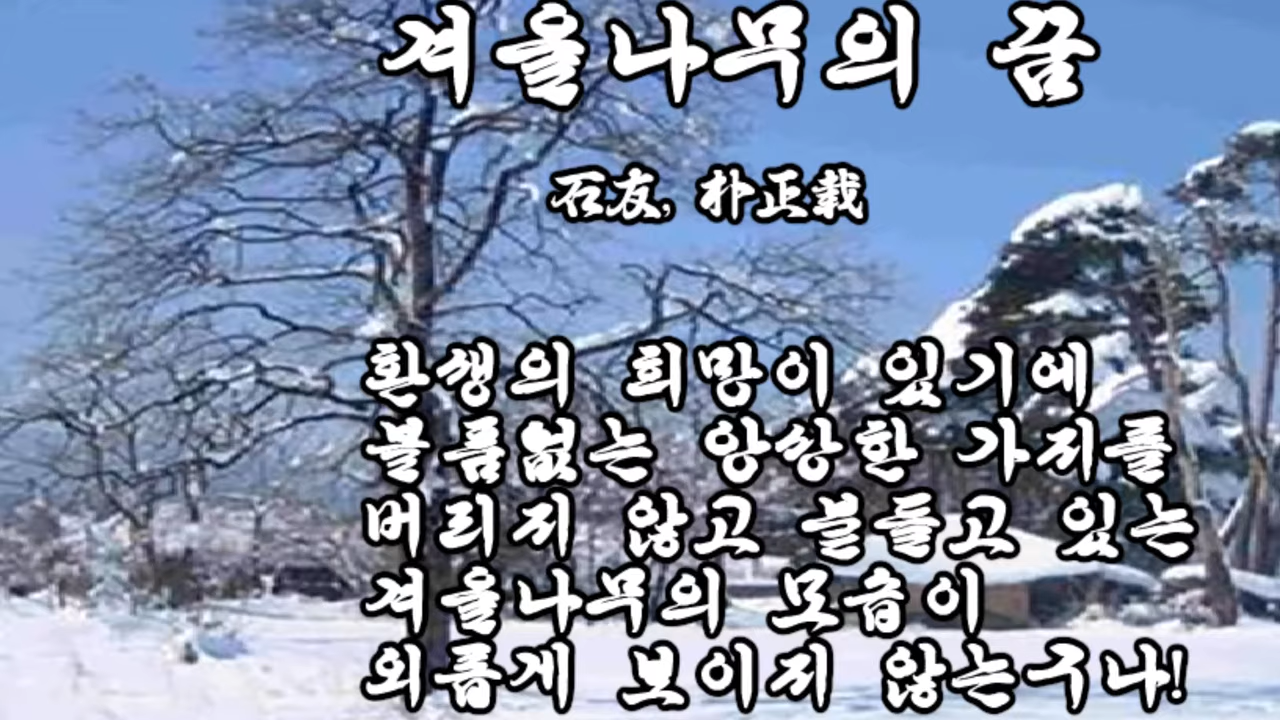 겨울나무의 꿈
石友, 朴正栽
환생의 희망이 있기에
볼품없는 앙상한 가지를
버리지 않고 붙들고 있는
겨울나무의 모습이
외롭게 보이지 않는구나!